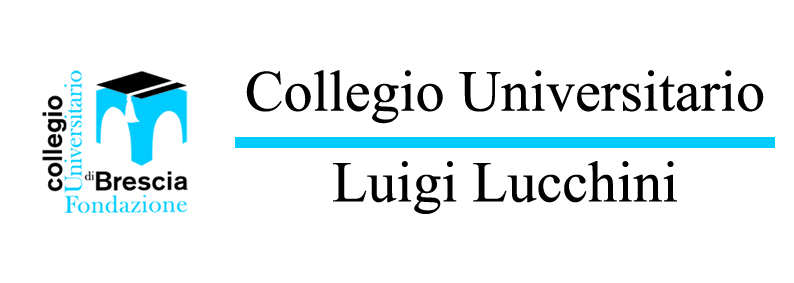 collegio
Universitario
di Brescia
Fondazione
Collegio Universitario
Luigi Lucchini